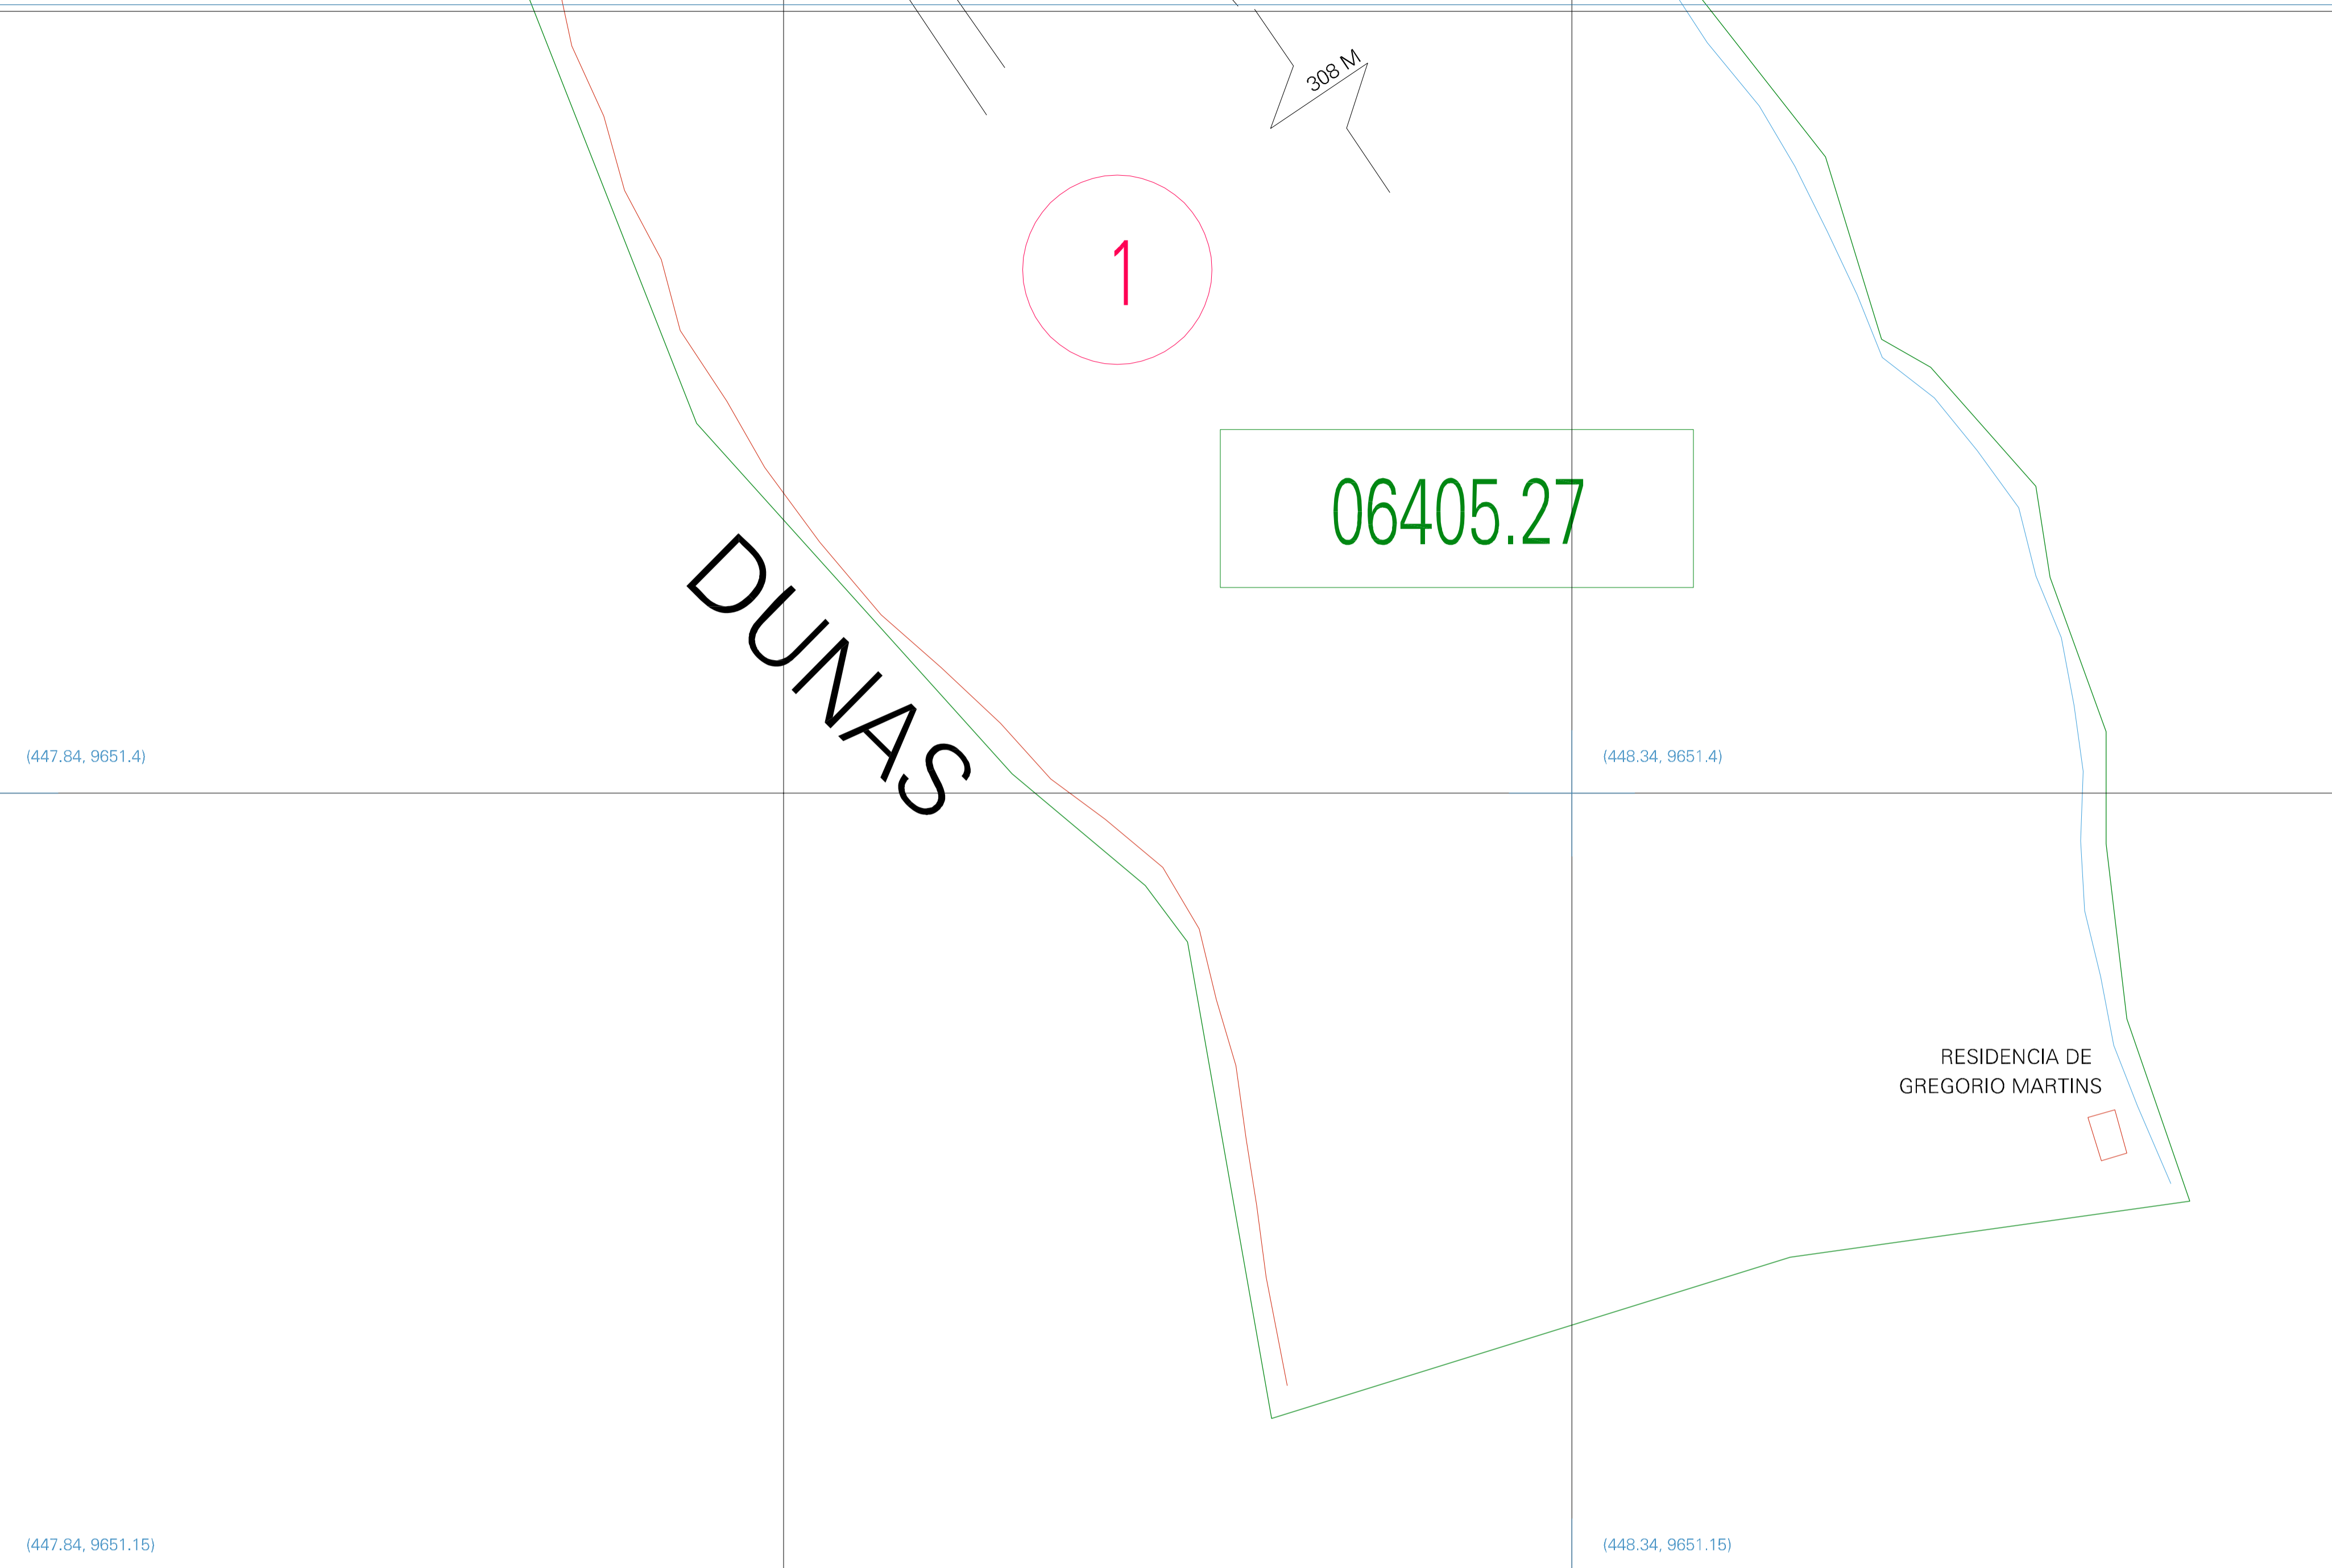 308 M
1
06405.27
DUNAS
(447.84, 9651.4)
(448.34, 9651.4)
RESIDENCIA DE
GREGORIO MARTINS
(447.84, 9651.15)
(448.34, 9651.15)